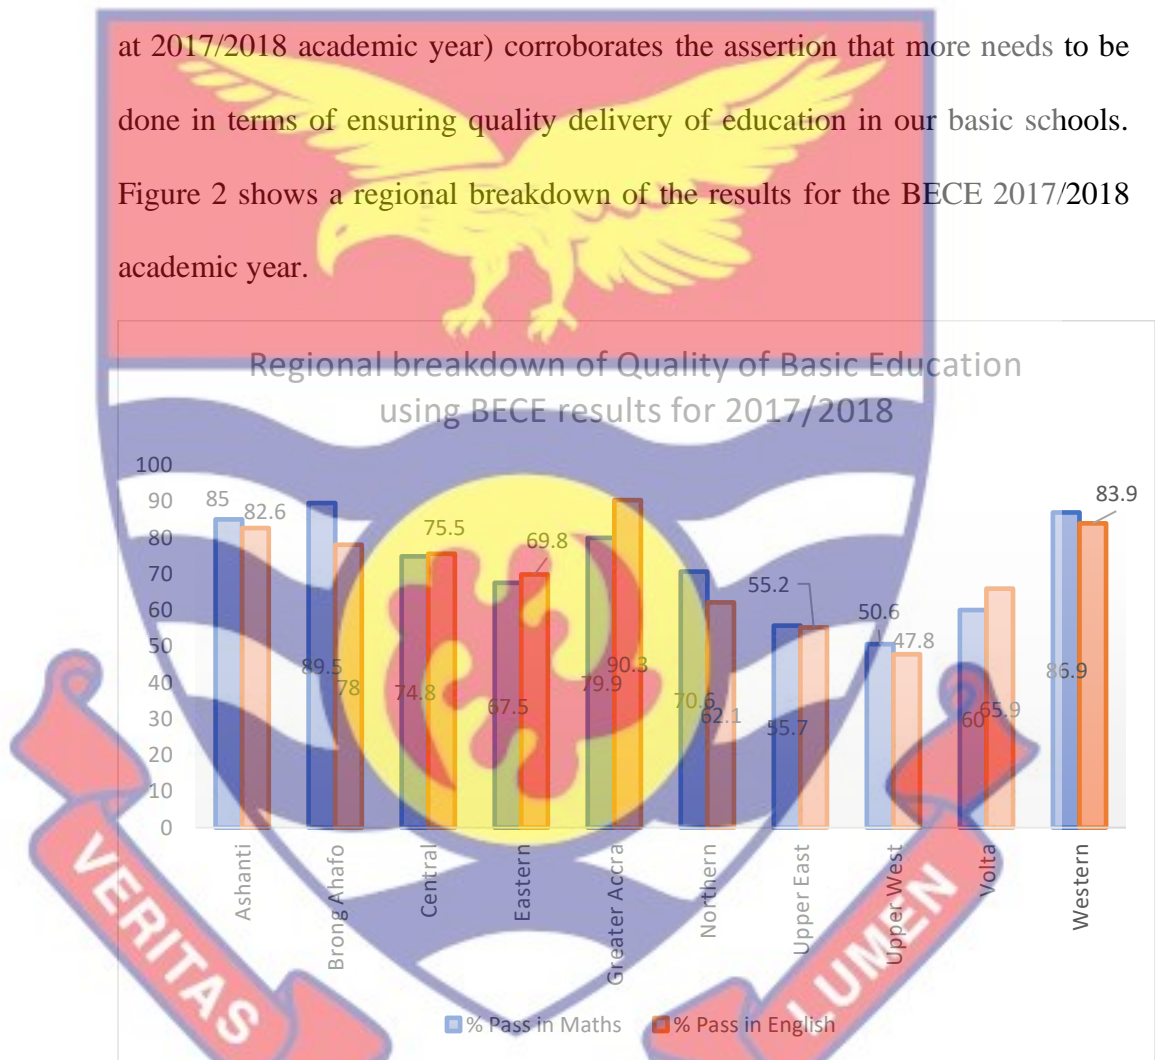 at 2017/2018 academic year) corroborates the assertion that more needs to be
done in terms of ensuring quality delivery of education in our basic schools.
Figure 2 shows a regional breakdown of the results for the BECE 2017/2018
academic year.
Regional breakdown of Quality of Basic Education
using BECE results for 2017/2018
100
90
80
70
60
50
40
30
20
10
0
85
82.6
89.5
78
74.8
75.5
67.5
69.8
79.9
90.3
70.6
62.1
55.7
55.2
50.6
47.8
60
65.9
86.9
83.9
Ashanti
Brong Ahafo
Central
Eastern
Greater Accra
Northern
Upper East
Upper West
Volta
Western
% Pass in Maths
% Pass in English
VERITAS
LUMEN